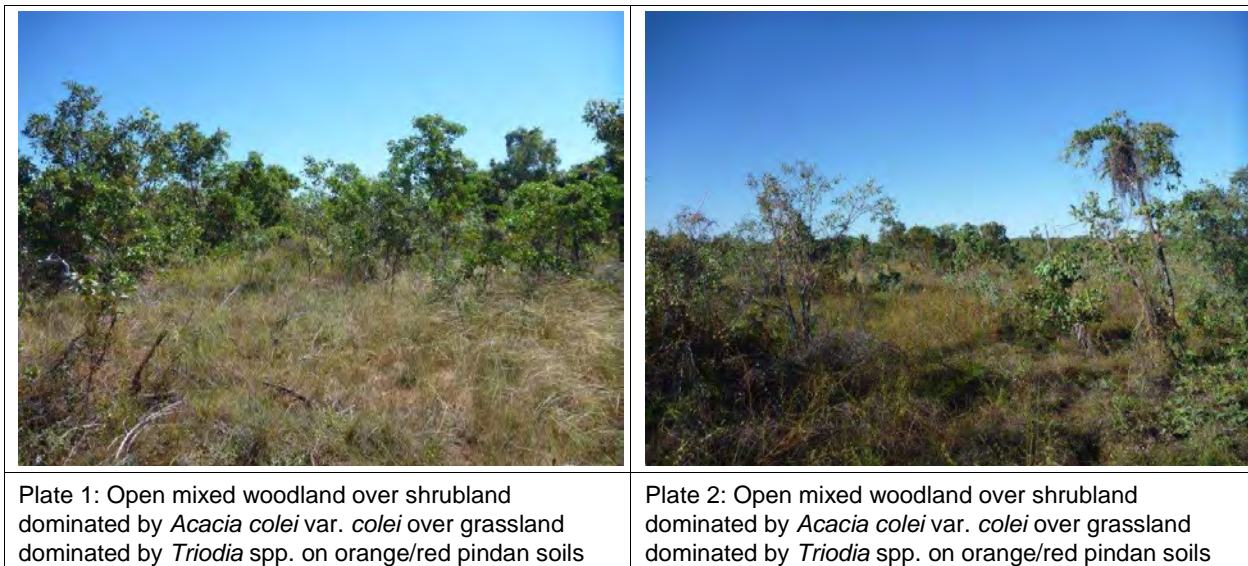 Plate 1: Open mixed woodland over shrubland
dominated by Acacia colei var. colei over grassland
dominated by Triodia spp. on orange/red pindan soils
Plate 2: Open mixed woodland over shrubland
dominated by Acacia colei var. colei over grassland
dominated by Triodia spp. on orange/red pindan soils